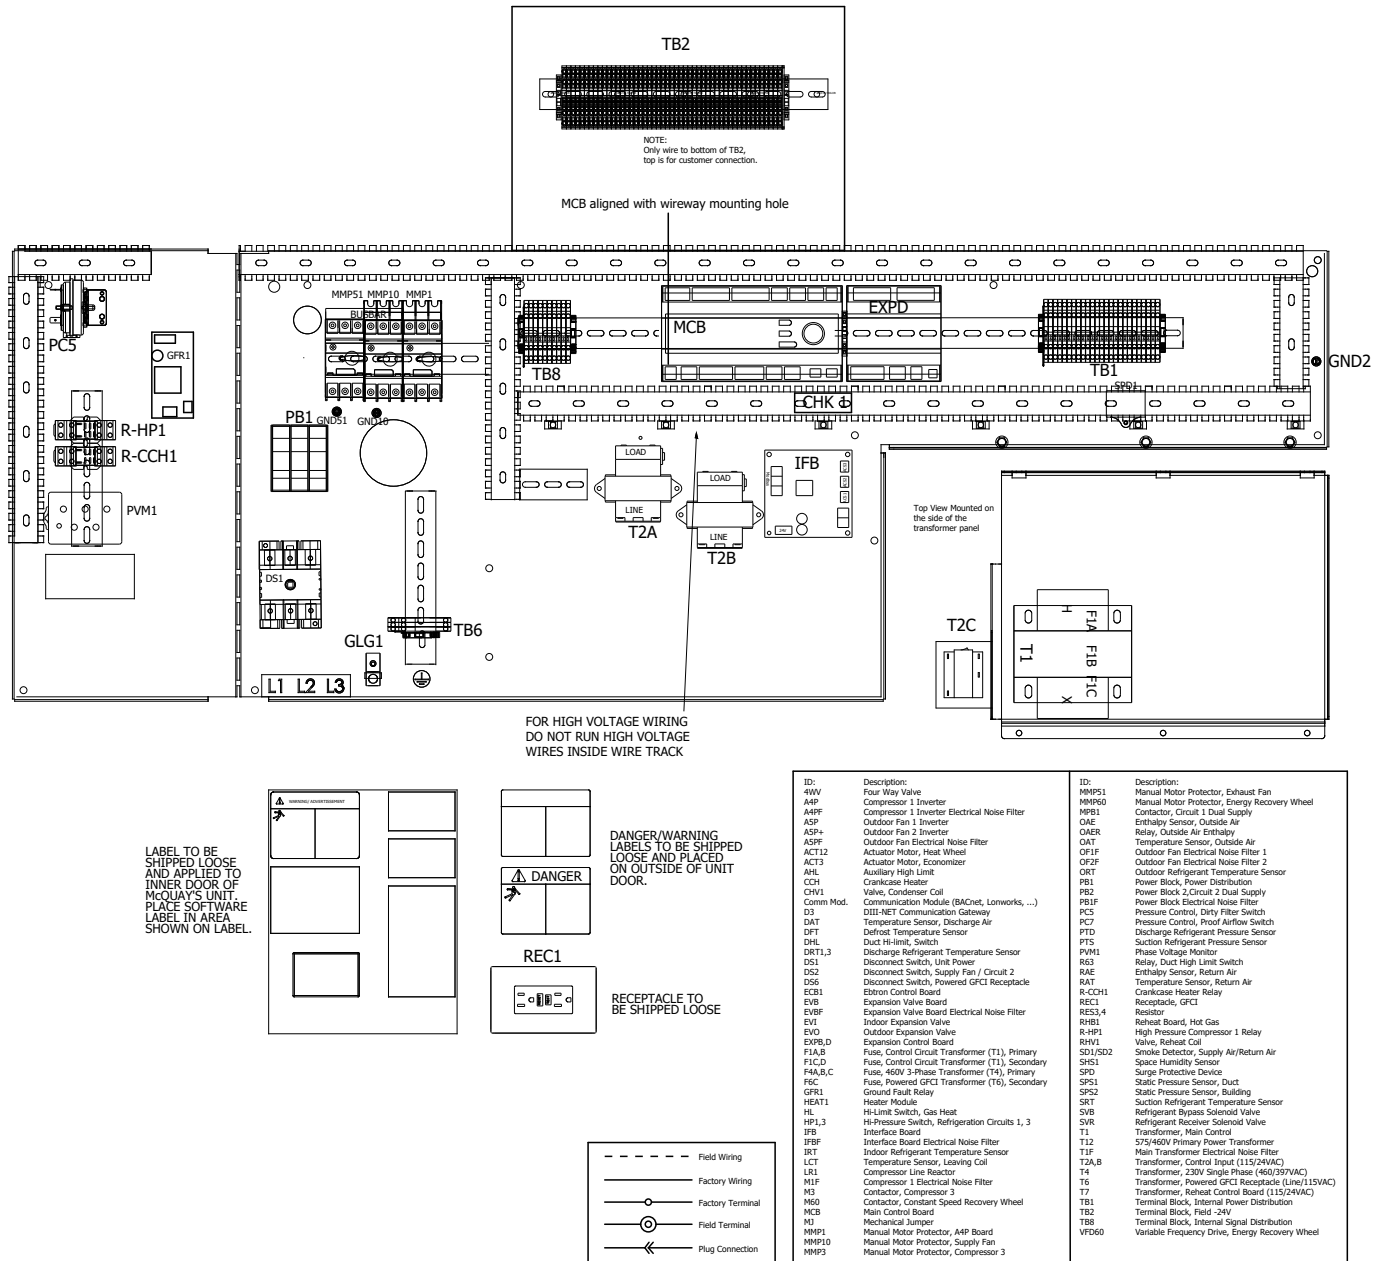 TB2
NOTE:
Only wire to bottom of TB2,
top is for customer connection.
MCB aligned with wireway mounting hole
MMP51 MMP10 MMP1
BUSBAR
PC5
GFR1
MCB
EXPD
TB8
TB1
SPD1
GND2
CHK 1
PB1
GND51
GND10
R-HP1
R-CCH1
PVM1
LOAD
LINE
T2A
LOAD
LINE
T2B
IFB
24V
Top View Mounted on
the side of the
transformer panel
DS1
GLG1
TB6
L1 L2 L3
T2C
T1
H
X
F1A
F1B
F1C
FOR HIGH VOLTAGE WIRING
DO NOT RUN HIGH VOLTAGE
WIRES INSIDE WIRE TRACK
LABEL TO BE
SHIPPED LOOSE
AND APPLIED TO
INNER DOOR OF
McQUAY'S UNIT.
PLACE SOFTWARE
LABEL IN AREA
SHOWN ON LABEL.
WARNING/ AVERTISSEMENT
DANGER
DANGER/WARNING
LABELS TO BE SHIPPED
LOOSE AND PLACED
ON OUTSIDE OF UNIT
DOOR.
REC1
RECEPTACLE TO
BE SHIPPED LOOSE
Field Wiring
Factory Wiring
Factory Terminal
Field Terminal
Plug Connection
ID: Description:
4WV Four Way Valve
A4P Compressor 1 Inverter
A4PF Compressor 1 Inverter Electrical Noise Filter
A5P Outdoor Fan 1 Inverter
A5P+ Outdoor Fan 2 Inverter
A5PF Outdoor Fan Electrical Noise Filter
ACT12 Actuator Motor, Heat Wheel
ACT3 Actuator Motor, Economizer
AHL Auxiliary High Limit
CCH Crankcase Heater
CHV1 Valve, Condenser Coil
Comm Mod. Communication Module (BACnet, Lonworks, ...)
D3 DIII-NET Communication Gateway
DAT Temperature Sensor, Discharge Air
DFT Defrost Temperature Sensor
DHL Duct Hi-limit, Switch
DRT1,3 Discharge Refrigerant Temperature Sensor
DS1 Disconnect Switch, Unit Power
DS2 Disconnect Switch, Supply Fan / Circuit 2
DS6 Disconnect Switch, Powered GFCI Receptacle
ECB1 Ebtron Control Board
EVB Expansion Valve Board
EVBF Expansion Valve Board Electrical Noise Filter
EVI Indoor Expansion Valve
EVO Outdoor Expansion Valve
EXPB,D Expansion Control Board
F1A,B Fuse, Control Circuit Transformer (T1), Primary
F1C,D Fuse, Control Circuit Transformer (T1), Secondary
F4A,B,C Fuse, 460V 3-Phase Transformer (T4), Primary
F6C Fuse, Powered GFCI Transformer (T6), Secondary
GFR1 Ground Fault Relay
HEAT1 Heater Module
HL Hi-Limit Switch, Gas Heat
HP1,3 Hi-Pressure Switch, Refrigeration Circuits 1, 3
IFB Interface Board
IFBF Interface Board Electrical Noise Filter
IRT Indoor Refrigerant Temperature Sensor
LCT Temperature Sensor, Leaving Coil
LR1 Compressor Line Reactor
M1F Compressor 1 Electrical Noise Filter
M3 Contactor, Compressor 3
M60 Contactor, Constant Speed Recovery Wheel
MCB Main Control Board
MJ Mechanical Jumper
MMP1 Manual Motor Protector, A4P Board
MMP10 Manual Motor Protector, Supply Fan
MMP3 Manual Motor Protector, Compressor 3
ID: Description:
MMP51 Manual Motor Protector, Exhaust Fan
MMP60 Manual Motor Protector, Energy Recovery Wheel
MPB1 Contactor, Circuit 1 Dual Supply
OAE Enthalpy Sensor, Outside Air
OAER Relay, Outside Air Enthalpy
OAT Temperature Sensor, Outside Air
OF1F Outdoor Fan Electrical Noise Filter 1
OF2F Outdoor Fan Electrical Noise Filter 2
ORT Outdoor Refrigerant Temperature Sensor
PB1 Power Block, Power Distribution
PB2 Power Block 2,Circuit 2 Dual Supply
PB1F Power Block Electrical Noise Filter
PC5 Pressure Control, Dirty Filter Switch
PC7 Pressure Control, Proof Airflow Switch
PTD Discharge Refrigerant Pressure Sensor
PTS Suction Refrigerant Pressure Sensor
PVM1 Phase Voltage Monitor
R63 Relay, Duct High Limit Switch
RAE Enthalpy Sensor, Return Air
RAT Temperature Sensor, Return Air
R-CCH1 Crankcase Heater Relay
REC1 Receptacle, GFCI
RES3,4 Resistor
RHB1 Reheat Board, Hot Gas
R-HP1 High Pressure Compressor 1 Relay
RHV1 Valve, Reheat Coil
SD1/SD2 Smoke Detector, Supply Air/Return Air
SHS1 Space Humidity Sensor
SPD Surge Protective Device
SPS1 Static Pressure Sensor, Duct
SPS2 Static Pressure Sensor, Building
SRT Suction Refrigerant Temperature Sensor
SVB Refrigerant Bypass Solenoid Valve
SVR Refrigerant Receiver Solenoid Valve
T1 Transformer, Main Control
T12 575/460V Primary Power Transformer
T1F Main Transformer Electrical Noise Filter
T2A,B Transformer, Control Input (115/24VAC)
T4 Transformer, 230V Single Phase (460/397VAC)
T6 Transformer, Powered GFCI Receptacle (Line/115VAC)
T7 Transformer, Reheat Control Board (115/24VAC)
TB1 Terminal Block, Internal Power Distribution
TB2 Terminal Block, Field -24V
TB8 Terminal Block, Internal Signal Distribution
VFD60 Variable Frequency Drive, Energy Recovery Wheel